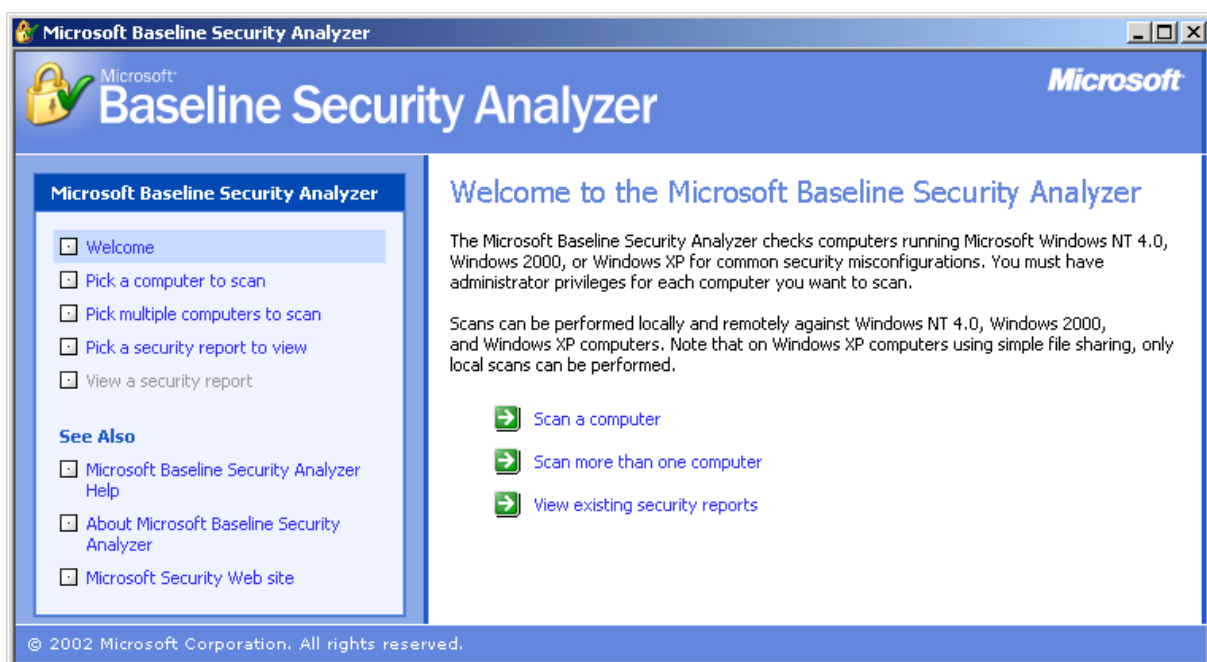 Microsoft Baseline Security Analyzer
Microsoft
Baseline Security Analyzer
Microsoft
Microsoft Baseline Security Analyzer
Welcome
Pick a computer to scan
Pick multiple computers to scan
Pick a security report to view
View a security report
See Also
Microsoft Baseline Security Analyzer
Help
About Microsoft Baseline Security
Analyzer
Microsoft Security Web site
Welcome to the Microsoft Baseline Security Analyzer
The Microsoft Baseline Security Analyzer checks computers running Microsoft Windows NT 4.0,
Windows 2000, or Windows XP for common security misconfigurations. You must have
administrator privileges for each computer you want to scan.
Scans can be performed locally and remotely against Windows NT 4.0, Windows 2000,
and Windows XP computers. Note that on Windows XP computers using simple file sharing, only
local scans can be performed.
Scan a computer
Scan more than one computer
View existing security reports
© 2002 Microsoft Corporation. All rights reserved.